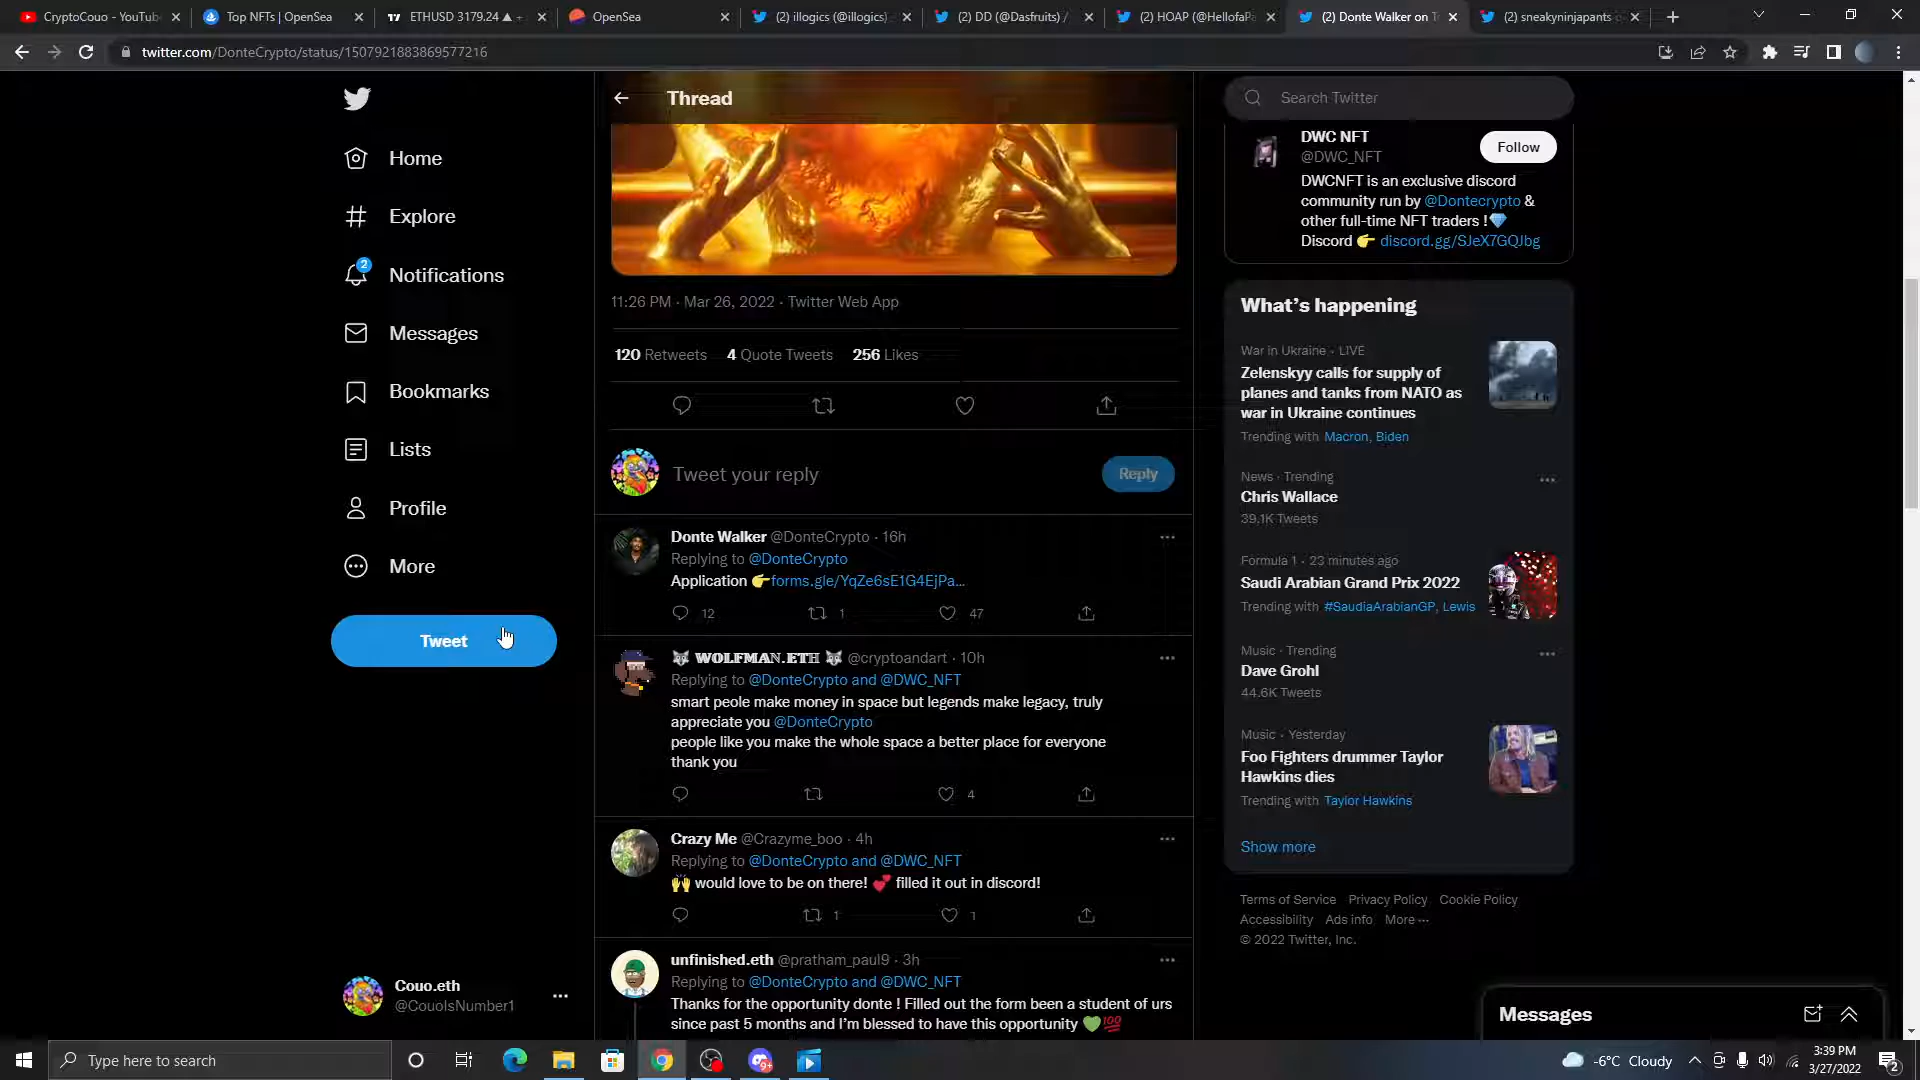 CryptoCouo - YouTub
Top NFTs | OpenSea
ETHUSD 3179.24 ▲ +
OpenSea
(2) illogics (@illogics)
(2) DD (@Dasfruits) /
(2) HOAP (@HellofaPa
(2) Donte Walker on T
(2) sneakyninjapants o
twitter.com/DonteCrypto/status/1507921883869577216
Home
Explore
2
Notifications
Messages
Bookmarks
Lists
Profile
More
Tweet
Couo.eth
@CouoIsNumber1
Thread
11:26 PM · Mar 26, 2022 · Twitter Web App
120 Retweets 4 Quote Tweets 256 Likes
Tweet your reply
Reply
Donte Walker @DonteCrypto · 16h
Replying to @DonteCrypto
Application 👉forms.gle/YqZe6sE1G4EjPa...
12 1 47
🐺 𝕎𝕆𝕃𝔽𝕄𝔸ℕ.𝔼𝕋ℍ 🐺 @cryptoandart · 10h
Replying to @DonteCrypto and @DWC_NFT
smart peole make money in space but legends make legacy, truly
appreciate you @DonteCrypto
people like you make the whole space a better place for everyone
thank you
4
Crazy Me @Crazyme_boo · 4h
Replying to @DonteCrypto and @DWC_NFT
🙌 would love to be on there! 💕 filled it out in discord!
1 1
unfinished.eth @pratham_paul9 · 3h
Replying to @DonteCrypto and @DWC_NFT
Thanks for the opportunity donte ! Filled out the form been a student of urs
since past 5 months and I'm blessed to have this opportunity 💚💯
Search Twitter
DWC NFT
@DWC_NFT
Follow
DWCNFT is an exclusive discord
community run by @Dontecrypto &
other full-time NFT traders !💎
Discord 👉 discord.gg/SJeX7GQJbg
What's happening
War in Ukraine · LIVE
Zelenskyy calls for supply of
planes and tanks from NATO as
war in Ukraine continues
Trending with Macron, Biden
News · Trending
Chris Wallace
39.1K Tweets
Formula 1 · 23 minutes ago
Saudi Arabian Grand Prix 2022
Trending with #SaudiaArabianGP, Lewis
Music · Trending
Dave Grohl
44.6K Tweets
Music · Yesterday
Foo Fighters drummer Taylor
Hawkins dies
Trending with Taylor Hawkins
Show more
Terms of Service Privacy Policy Cookie Policy
Accessibility Ads info More ···
© 2022 Twitter, Inc.
Messages
Type here to search
9+
-6°C Cloudy
3:39 PM
3/27/2022
2